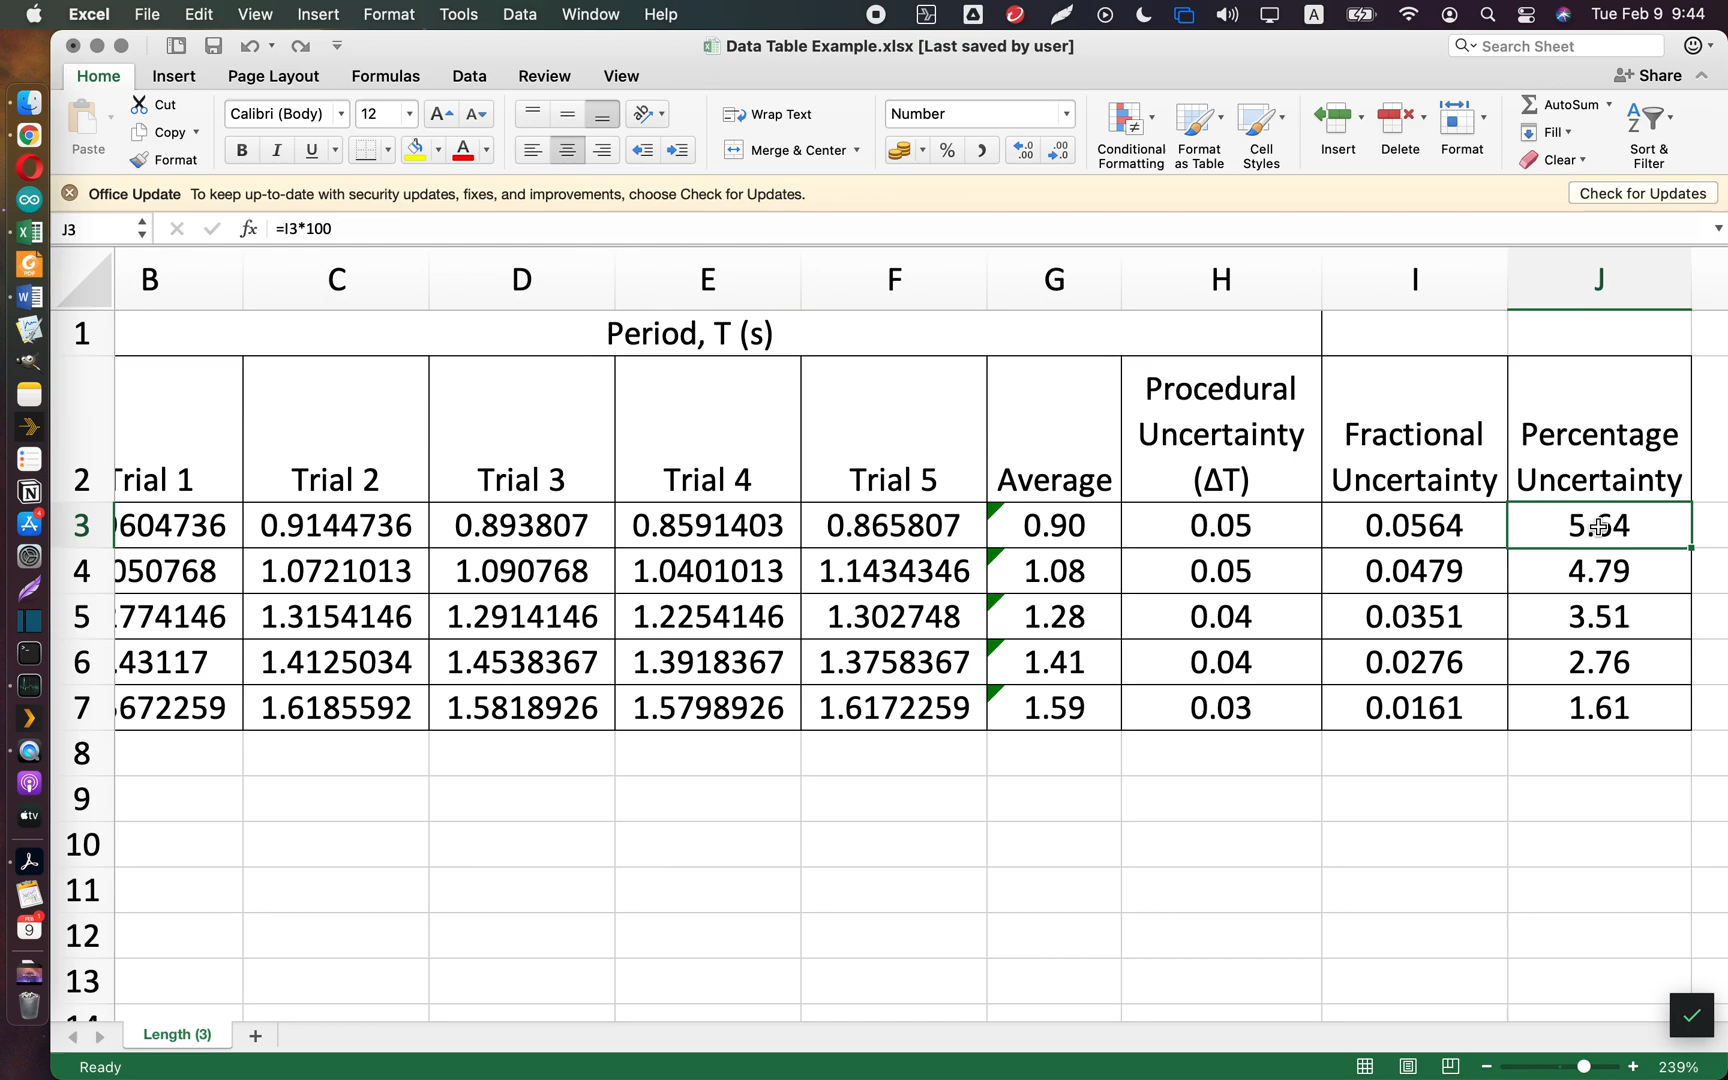 Excel File Edit View Insert Format Tools Data Window Help A Tue Feb 9 9:44
Data Table Example.xlsx [Last saved by user] Search Sheet
Home Insert Page Layout Formulas Data Review View Share
Paste Cut Copy Format
Calibri (Body) 12 A A
B I U A
Wrap Text
Merge & Center
Number
% .00 .00
Conditional Formatting
Format as Table
Cell Styles
Insert Delete Format
AutoSum
Fill
Clear
Sort & Filter
Office Update To keep up-to-date with security updates, fixes, and improvements, choose Check for Updates. Check for Updates
J3 fx =I3*100
B C D E F G H I J
1 Period, T (s)
2 Trial 1 Trial 2 Trial 3 Trial 4 Trial 5 Average Procedural Uncertainty (ΔT) Fractional Uncertainty Percentage Uncertainty
3 9604736 0.9144736 0.893807 0.8591403 0.865807 0.90 0.05 0.0564 5.64
4 050768 1.0721013 1.090768 1.0401013 1.1434346 1.08 0.05 0.0479 4.79
5 2774146 1.3154146 1.2914146 1.2254146 1.302748 1.28 0.04 0.0351 3.51
6 .43117 1.4125034 1.4538367 1.3918367 1.3758367 1.41 0.04 0.0276 2.76
7 672259 1.6185592 1.5818926 1.5798926 1.6172259 1.59 0.03 0.0161 1.61
8
9
10
11
12
13
14
Length (3)
Ready 239%